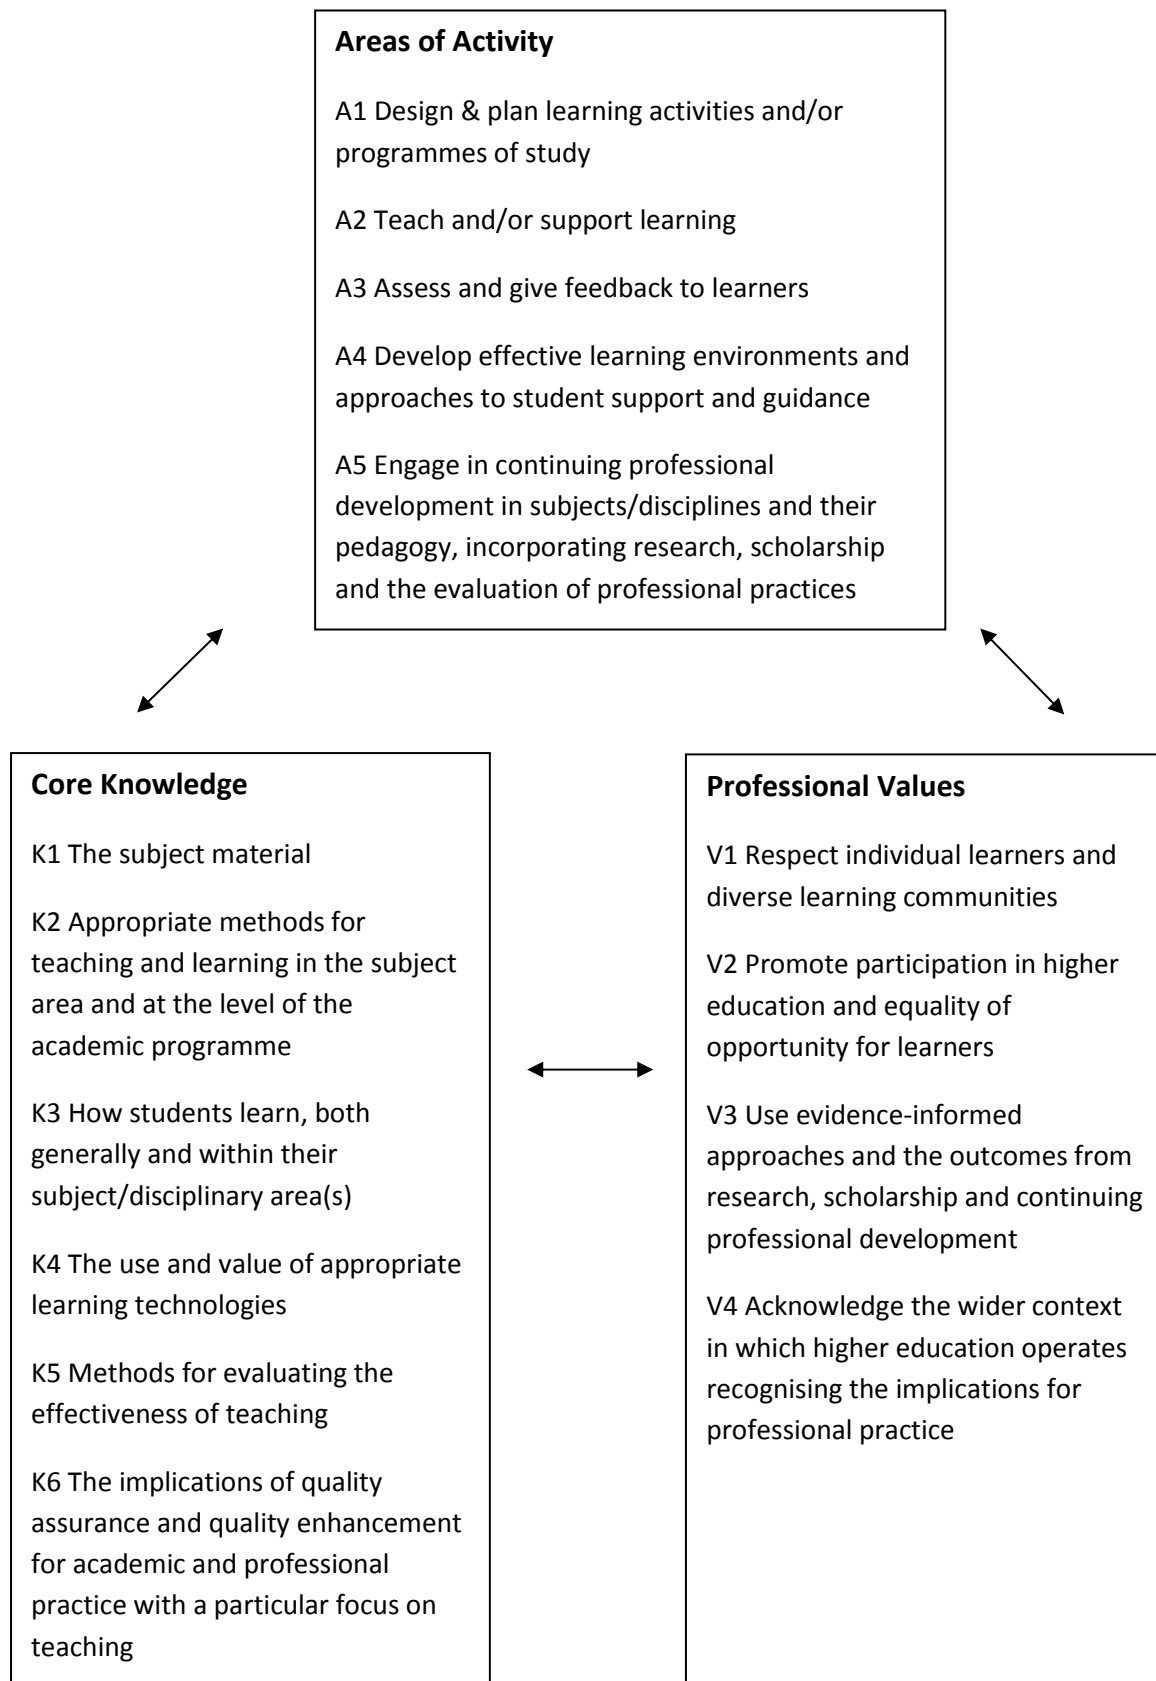 Areas of Activity
A1 Design & plan learning activities and/or
programmes of study
A2 Teach and/or support learning
A3 Assess and give feedback to learners
A4 Develop effective learning environments and
approaches to student support and guidance
A5 Engage in continuing professional
development in subjects/disciplines and their
pedagogy, incorporating research, scholarship
and the evaluation of professional practices
Core Knowledge
K1 The subject material
K2 Appropriate methods for
teaching and learning in the subject
area and at the level of the
academic programme
K3 How students learn, both
generally and within their
subject/disciplinary area(s)
K4 The use and value of appropriate
learning technologies
K5 Methods for evaluating the
effectiveness of teaching
K6 The implications of quality
assurance and quality enhancement
for academic and professional
practice with a particular focus on
teaching
Professional Values
V1 Respect individual learners and
diverse learning communities
V2 Promote participation in higher
education and equality of
opportunity for learners
V3 Use evidence-informed
approaches and the outcomes from
research, scholarship and continuing
professional development
V4 Acknowledge the wider context
in which higher education operates
recognising the implications for
professional practice